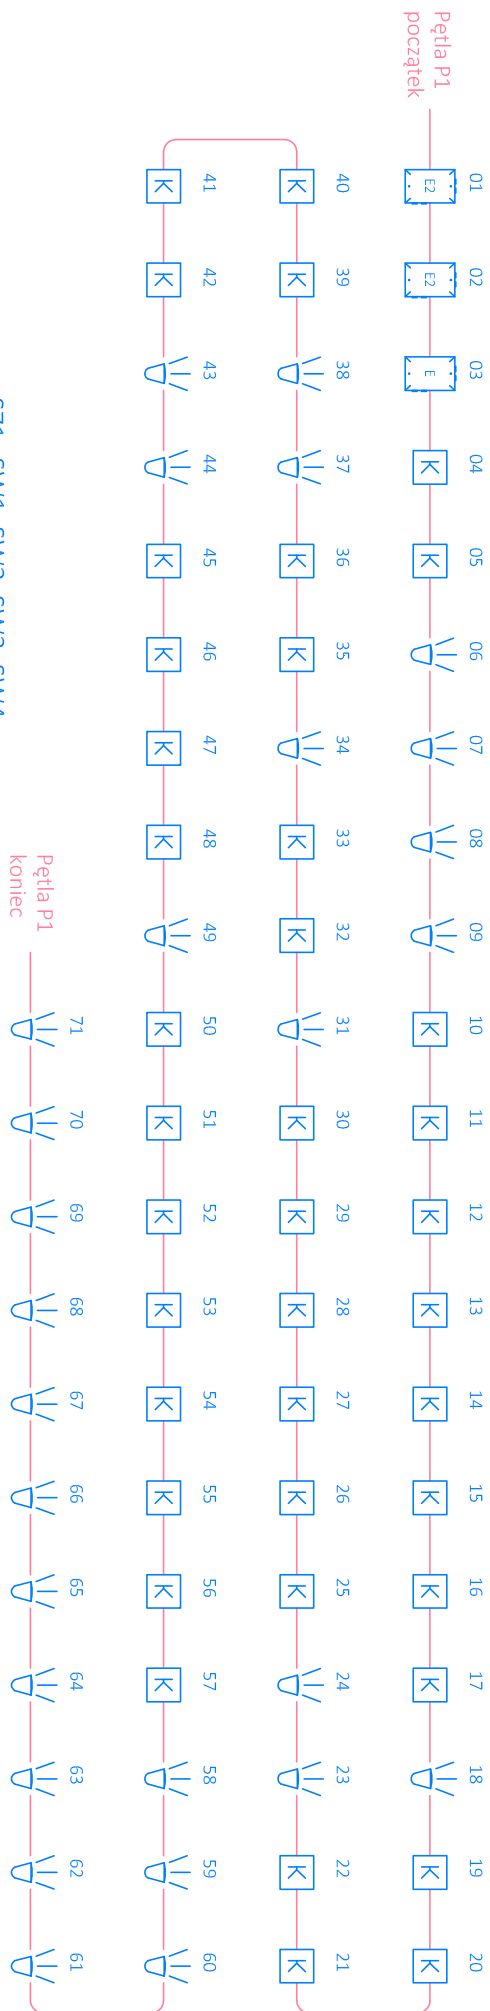 Pętla P1
początek
01 02 03 04 05 06 07 08 09 10 11 12 13 14 15 16 17 18 19 20
E2 E2 E K K K K K K K K K K K K
40 39 38 37 36 35 34 33 32 31 30 29 28 27 26 25 24 23 22 21
K K K K K K K K K K K K K K
41 42 43 44 45 46 47 48 49 50 51 52 53 54 55 56 57 58 59 60
K K K K K K K K K K K K K K
Pętla P1
koniec
71 70 69 68 67 66 65 64 63 62 61